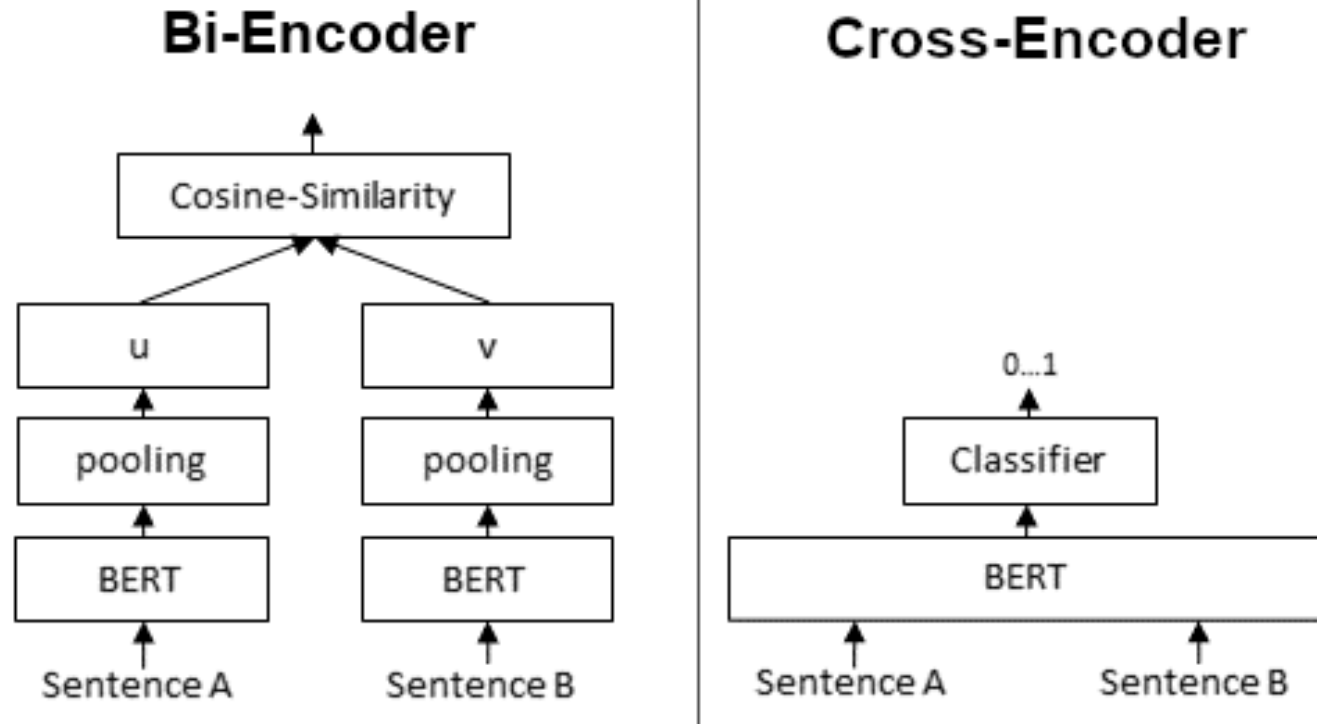 Bi-Encoder
Cosine-Similarity
u v
pooling pooling
BERT BERT
Sentence A Sentence B
Cross-Encoder
0...1
Classifier
BERT
Sentence A Sentence B